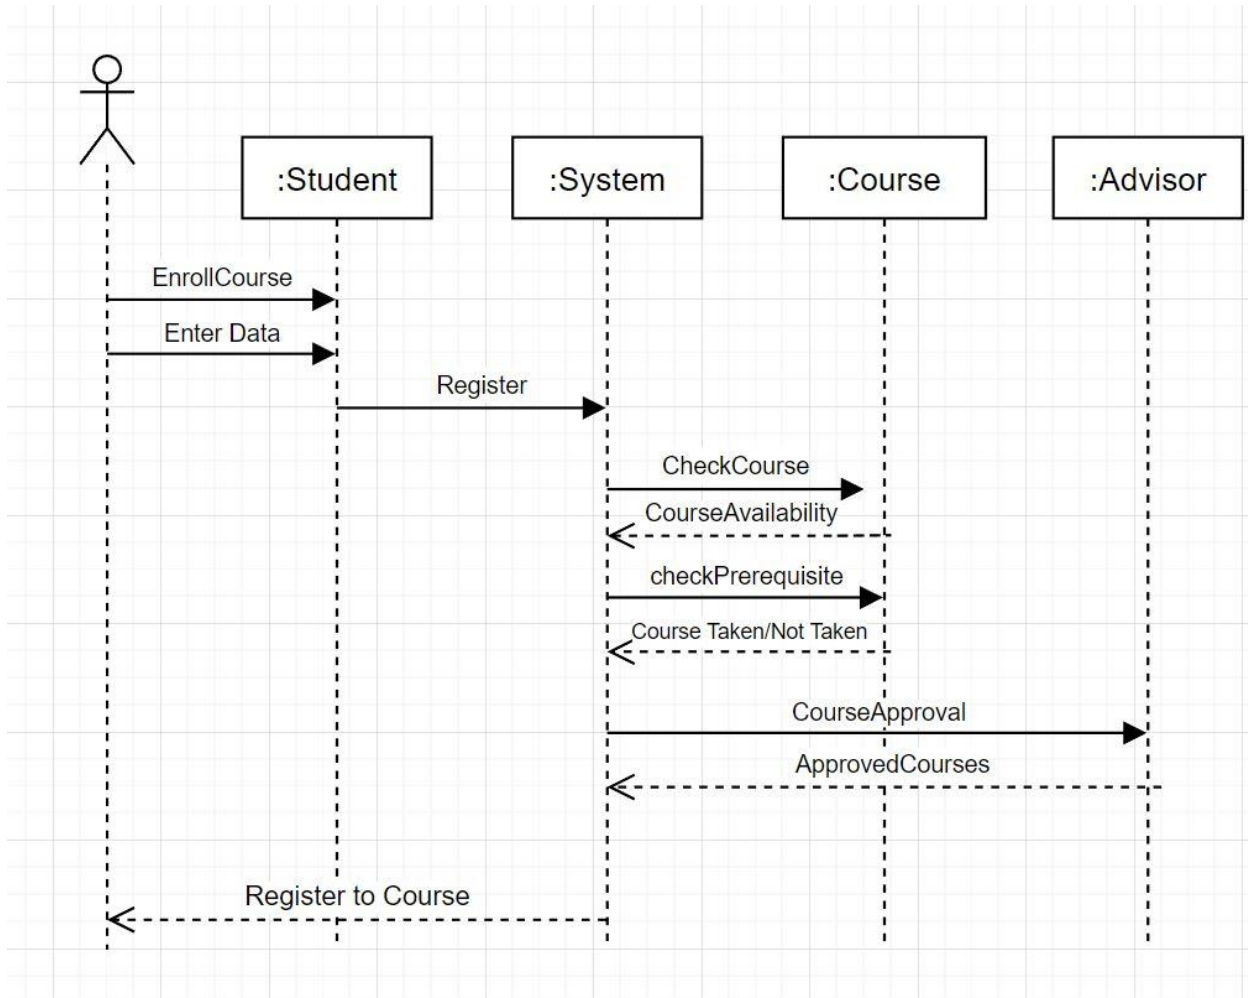 :Student
:System
:Course
:Advisor
EnrollCourse
Enter Data
Register
CheckCourse
CourseAvailability
checkPrerequisite
Course Taken/Not Taken
CourseApproval
ApprovedCourses
Register to Course